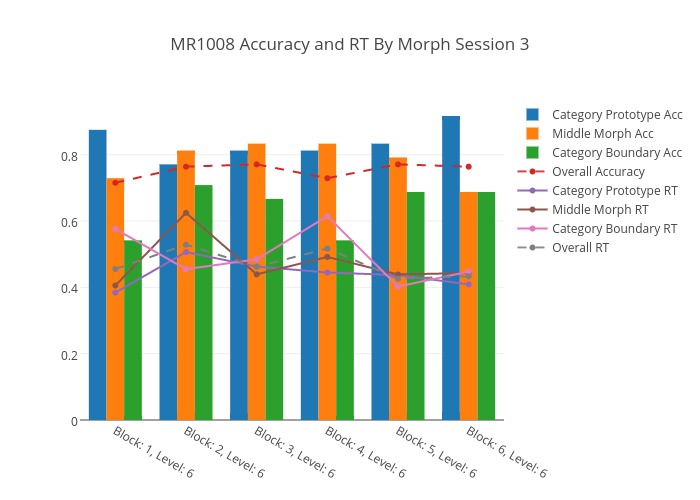 MR1008 Accuracy and RT By Morph Session 3
Category Prototype Acc
Middle Morph Acc
Category Boundary Acc
Overall Accuracy
Category Prototype RT
Middle Morph RT
Category Boundary RT
Overall RT
0.8
0.6
0.4
0.2
0
Block: 1, Level: 6
Block: 2, Level: 6
Block: 3, Level: 6
Block: 4, Level: 6
Block: 5, Level: 6
Block: 6, Level: 6